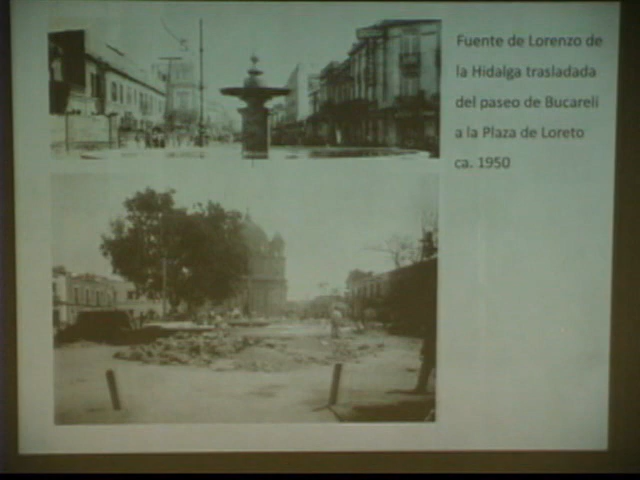 Fuente de Lorenzo de
la Hidalga trasladada
del paseo de Bucareli
a la Plaza de Loreto
ca. 1950